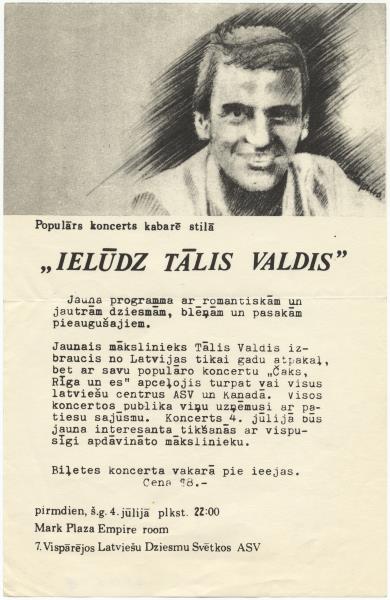 Populārs koncerts kabarē stilā
„IELŪDZ TĀLIS VALDIS”
Jauna programma ar romantiskām un
jautrām dziesmām, blēņām un pasakām
pieaugušajiem.
Jaunais mākslinieks Tālis Valdis iz-
braucis no Latvijas tikai gadu atpakaļ,
bet ar savu populāro koncertu „Čaks,
Rīga un es" apceļojis turpat vai visus
latviešu centrus ASV un Kanadā. Visos
koncertos publika viņu uzņēmusi ar pa-
tiesu sajūsmu. Koncerts 4. jūlijā būs
jauna interesanta tikšanās ar vispu-
sīgi apdāvināto mākslinieku.
Biļetes koncerta vakarā pie ieejas.
Cena $8.-
pirmdien, š.g. 4. jūlijā plkst. 22:00
Mark Plaza Empire room
7. Vispārējos Latviešu Dziesmu Svētkos ASV